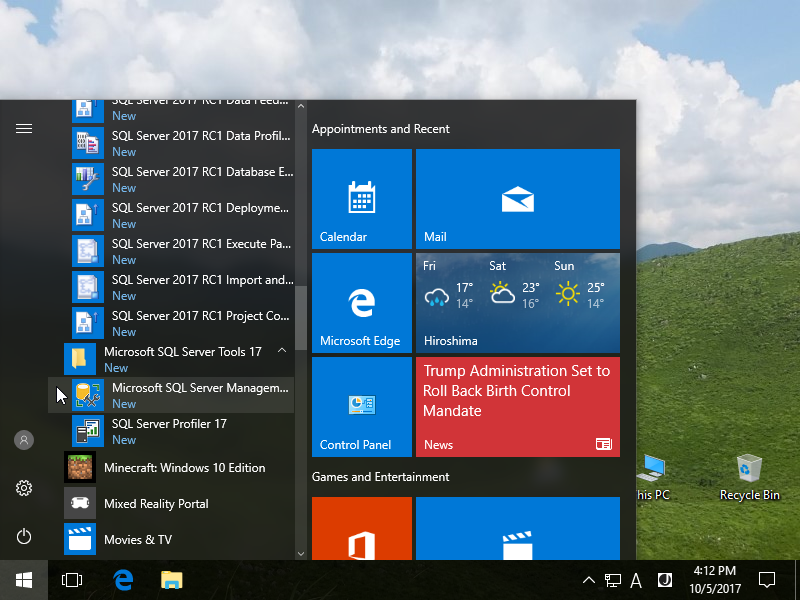 SQL Server 2017 RC1 Data Feed...
New
SQL Server 2017 RC1 Data Profil...
New
SQL Server 2017 RC1 Database E...
New
SQL Server 2017 RC1 Deployme...
New
SQL Server 2017 RC1 Execute Pa...
New
SQL Server 2017 RC1 Import and...
New
SQL Server 2017 RC1 Project Co...
New
Microsoft SQL Server Tools 17
New
Microsoft SQL Server Managem...
New
SQL Server Profiler 17
New
Minecraft: Windows 10 Edition
Mixed Reality Portal
Movies & TV
Appointments and Recent
Calendar
Mail
Microsoft Edge
Fri Sat Sun
17° 23° 25°
14° 16° 14°
Hiroshima
Control Panel
Trump Administration Set to
Roll Back Birth Control
Mandate
News
Games and Entertainment
his PC
Recycle Bin
A
4:12 PM
10/5/2017